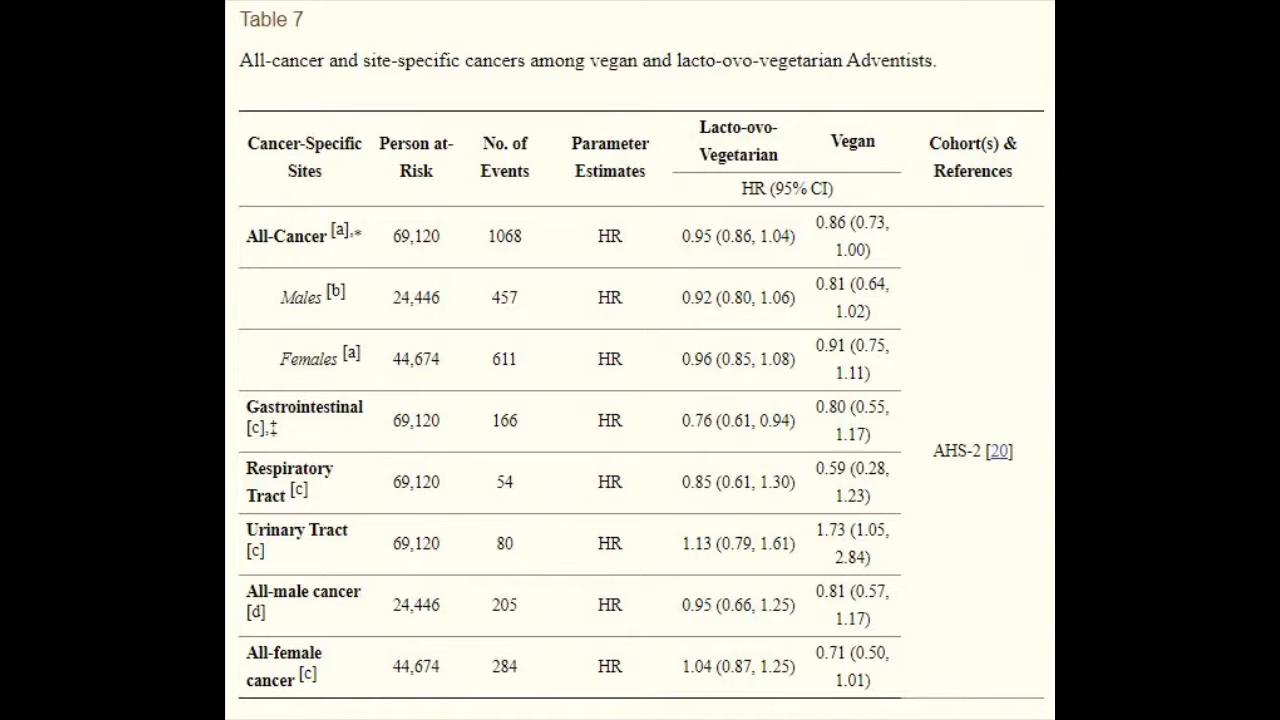 Table 7
All-cancer and site-specific cancers among vegan and lacto-ovo-vegetarian Adventists.
Cancer-Specific Sites Person at-Risk No. of Events Parameter Estimates Lacto-ovo-Vegetarian Vegan Cohort(s) & References
HR (95% CI)
All-Cancer [a],* 69,120 1068 HR 0.95 (0.86, 1.04) 0.86 (0.73, 1.00)
Males [b] 24,446 457 HR 0.92 (0.80, 1.06) 0.81 (0.64, 1.02)
Females [a] 44,674 611 HR 0.96 (0.85, 1.08) 0.91 (0.75, 1.11)
Gastrointestinal [c],‡ 69,120 166 HR 0.76 (0.61, 0.94) 0.80 (0.55, 1.17)
AHS-2 [20]
Respiratory Tract [c] 69,120 54 HR 0.85 (0.61, 1.30) 0.59 (0.28, 1.23)
Urinary Tract [c] 69,120 80 HR 1.13 (0.79, 1.61) 1.73 (1.05, 2.84)
All-male cancer [d] 24,446 205 HR 0.95 (0.66, 1.25) 0.81 (0.57, 1.17)
All-female cancer [c] 44,674 284 HR 1.04 (0.87, 1.25) 0.71 (0.50, 1.01)